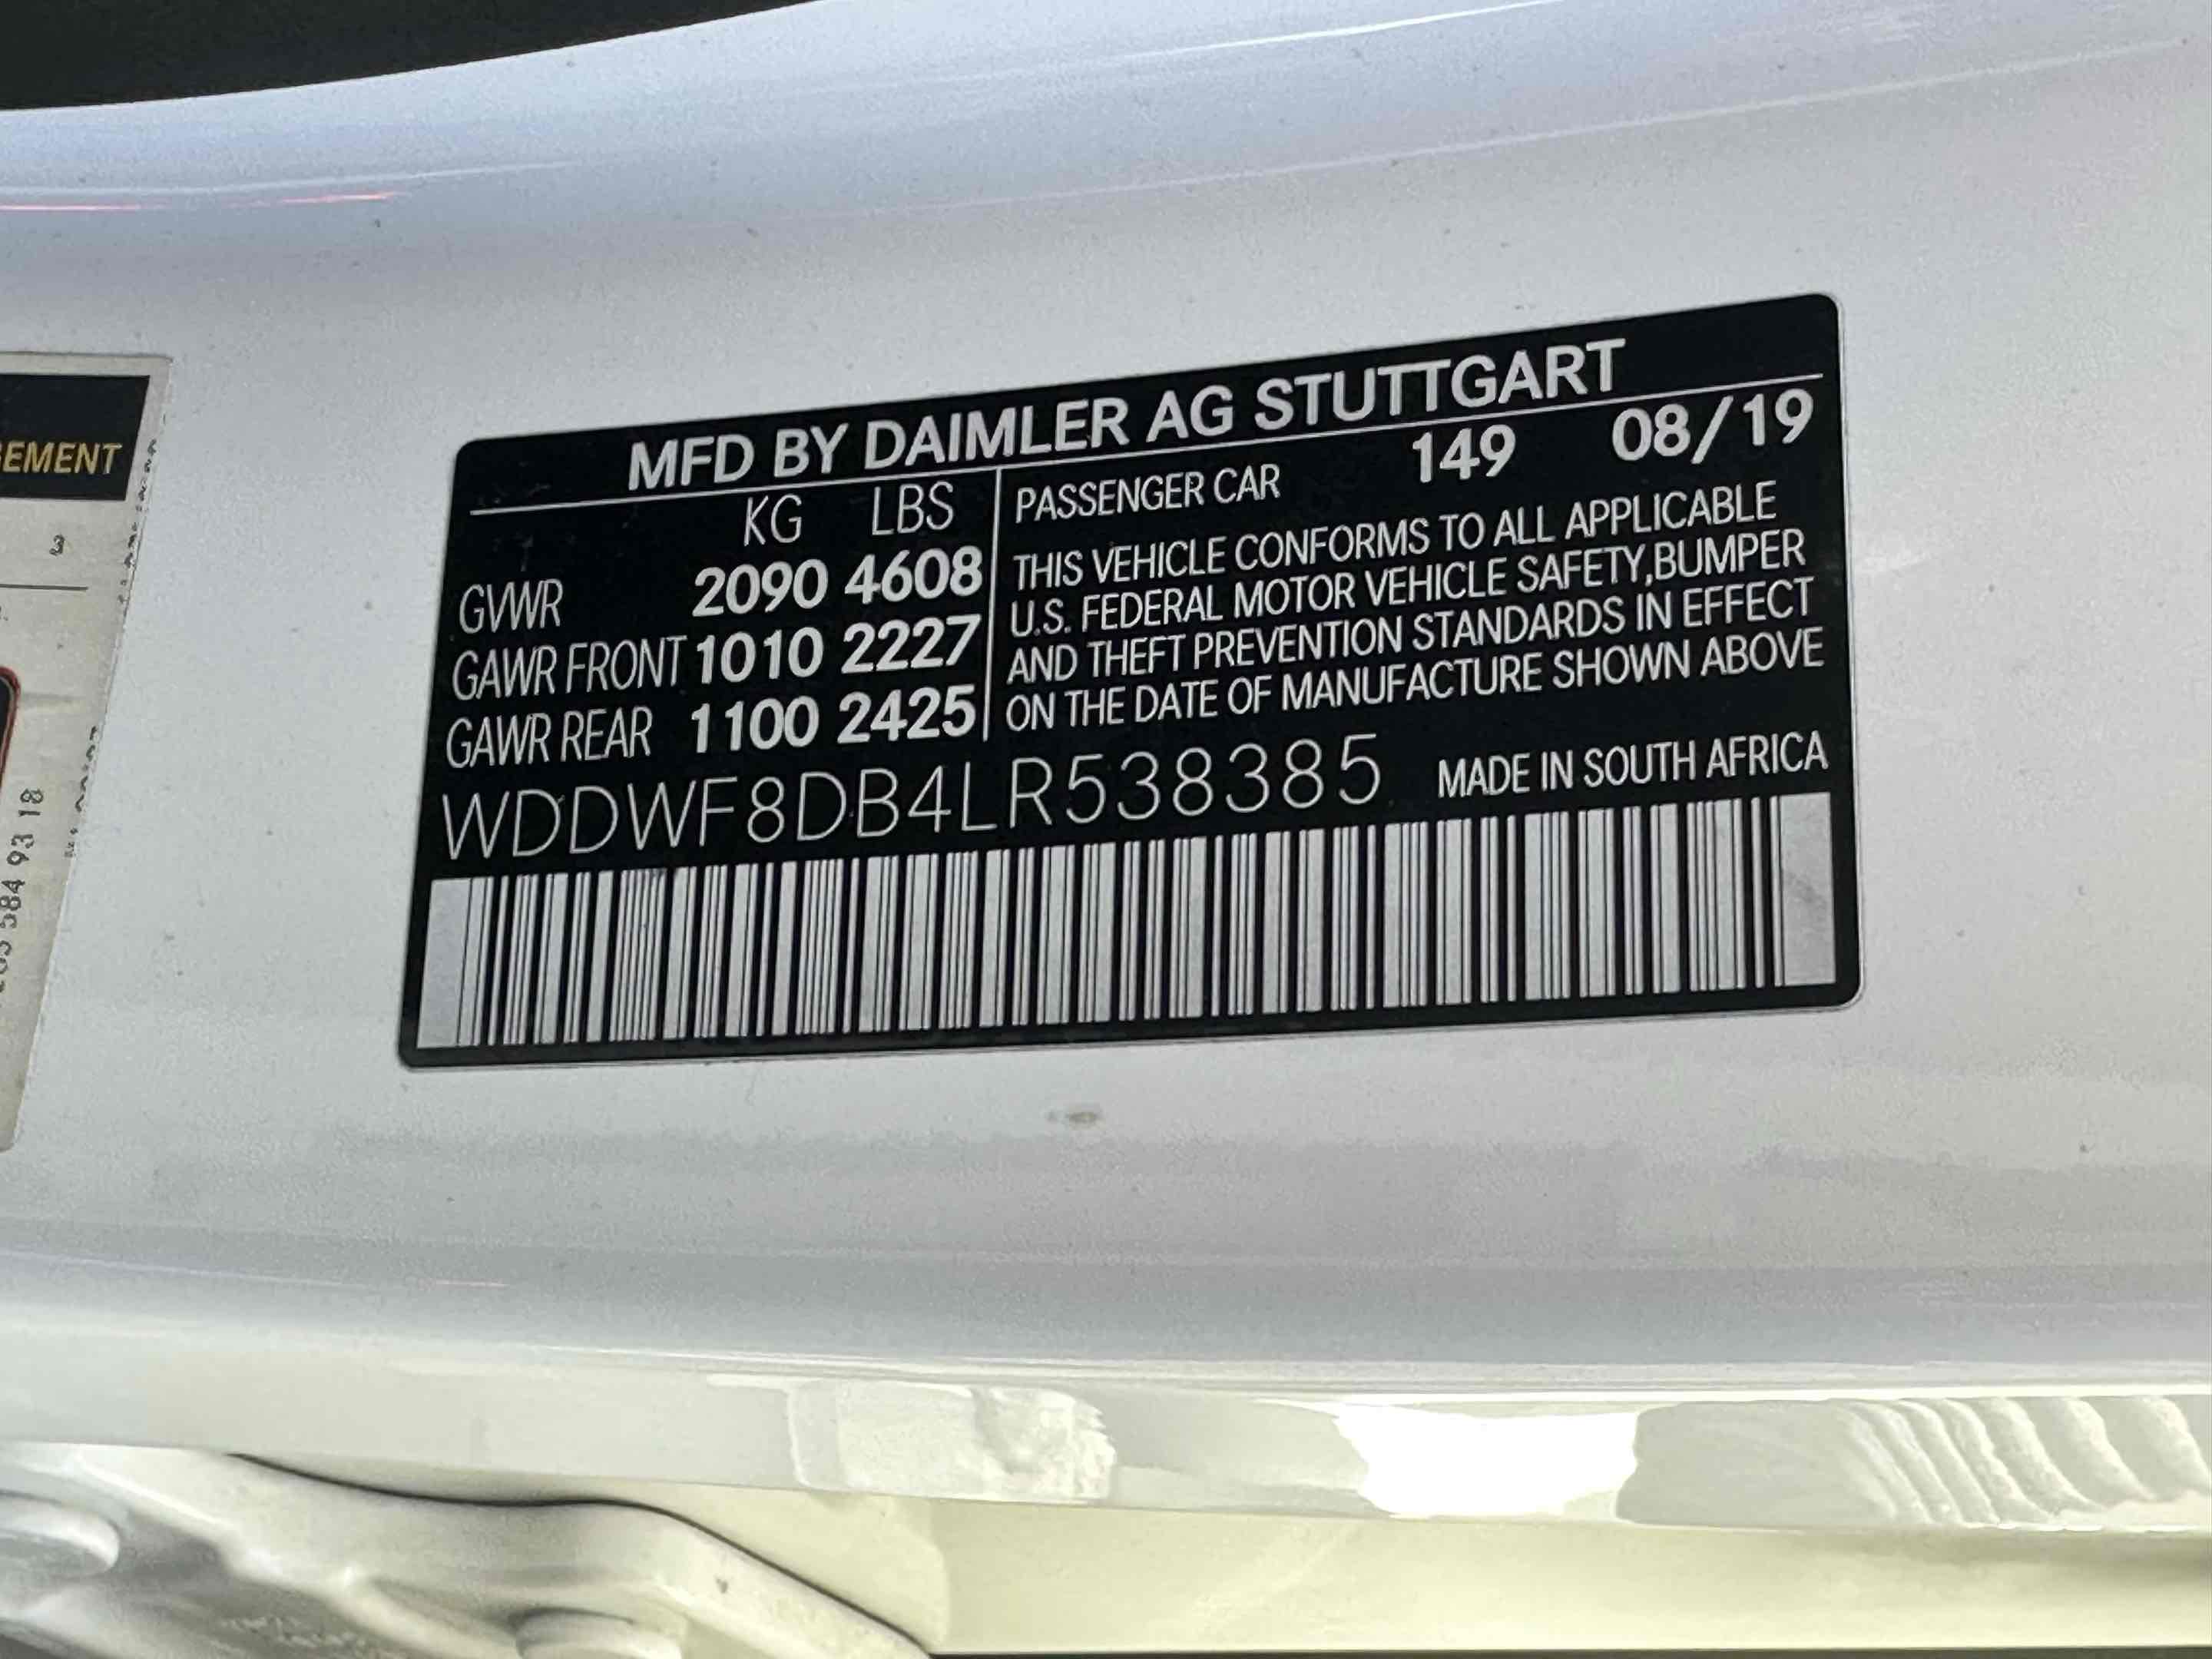 MFD BY DAIMLER AG STUTTGART
KG LBS
GVWR 2090 4608
GAWR FRONT 1010 2227
GAWR REAR 1100 2425
PASSENGER CAR 149 08/19
THIS VEHICLE CONFORMS TO ALL APPLICABLE
U.S. FEDERAL MOTOR VEHICLE SAFETY,BUMPER
AND THEFT PREVENTION STANDARDS IN EFFECT
ON THE DATE OF MANUFACTURE SHOWN ABOVE
WDDWF8DB4LR538385 MADE IN SOUTH AFRICA
EMENT
3
584 93 18